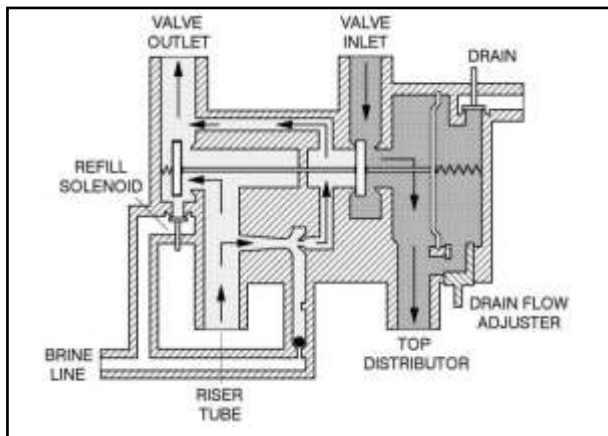 VALVE
OUTLET
VALVE
INLET
DRAIN
REFILL
SOLENOID
DRAIN FLOW
ADJUSTER
BRINE
LINE
TOP
DISTRIBUTOR
RISER
TUBE